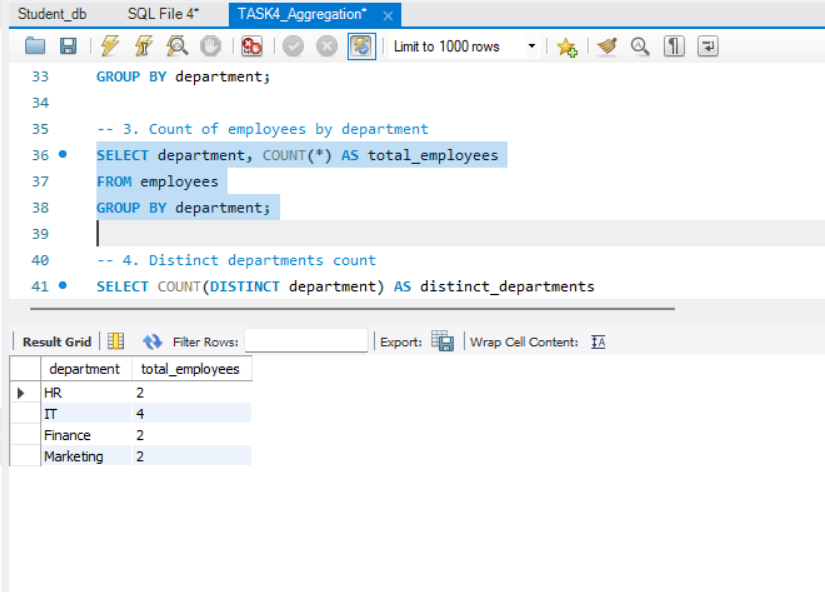 Student_db SQL File 4* TASK4_Aggregation* ×
Limit to 1000 rows
33 GROUP BY department;
34
35 -- 3. Count of employees by department
36 SELECT department, COUNT(*) AS total_employees
37 FROM employees
38 GROUP BY department;
39
40 -- 4. Distinct departments count
41 SELECT COUNT(DISTINCT department) AS distinct_departments
Result Grid Filter Rows: Export: Wrap Cell Content: IA
department total_employees
HR 2
IT 4
Finance 2
Marketing 2